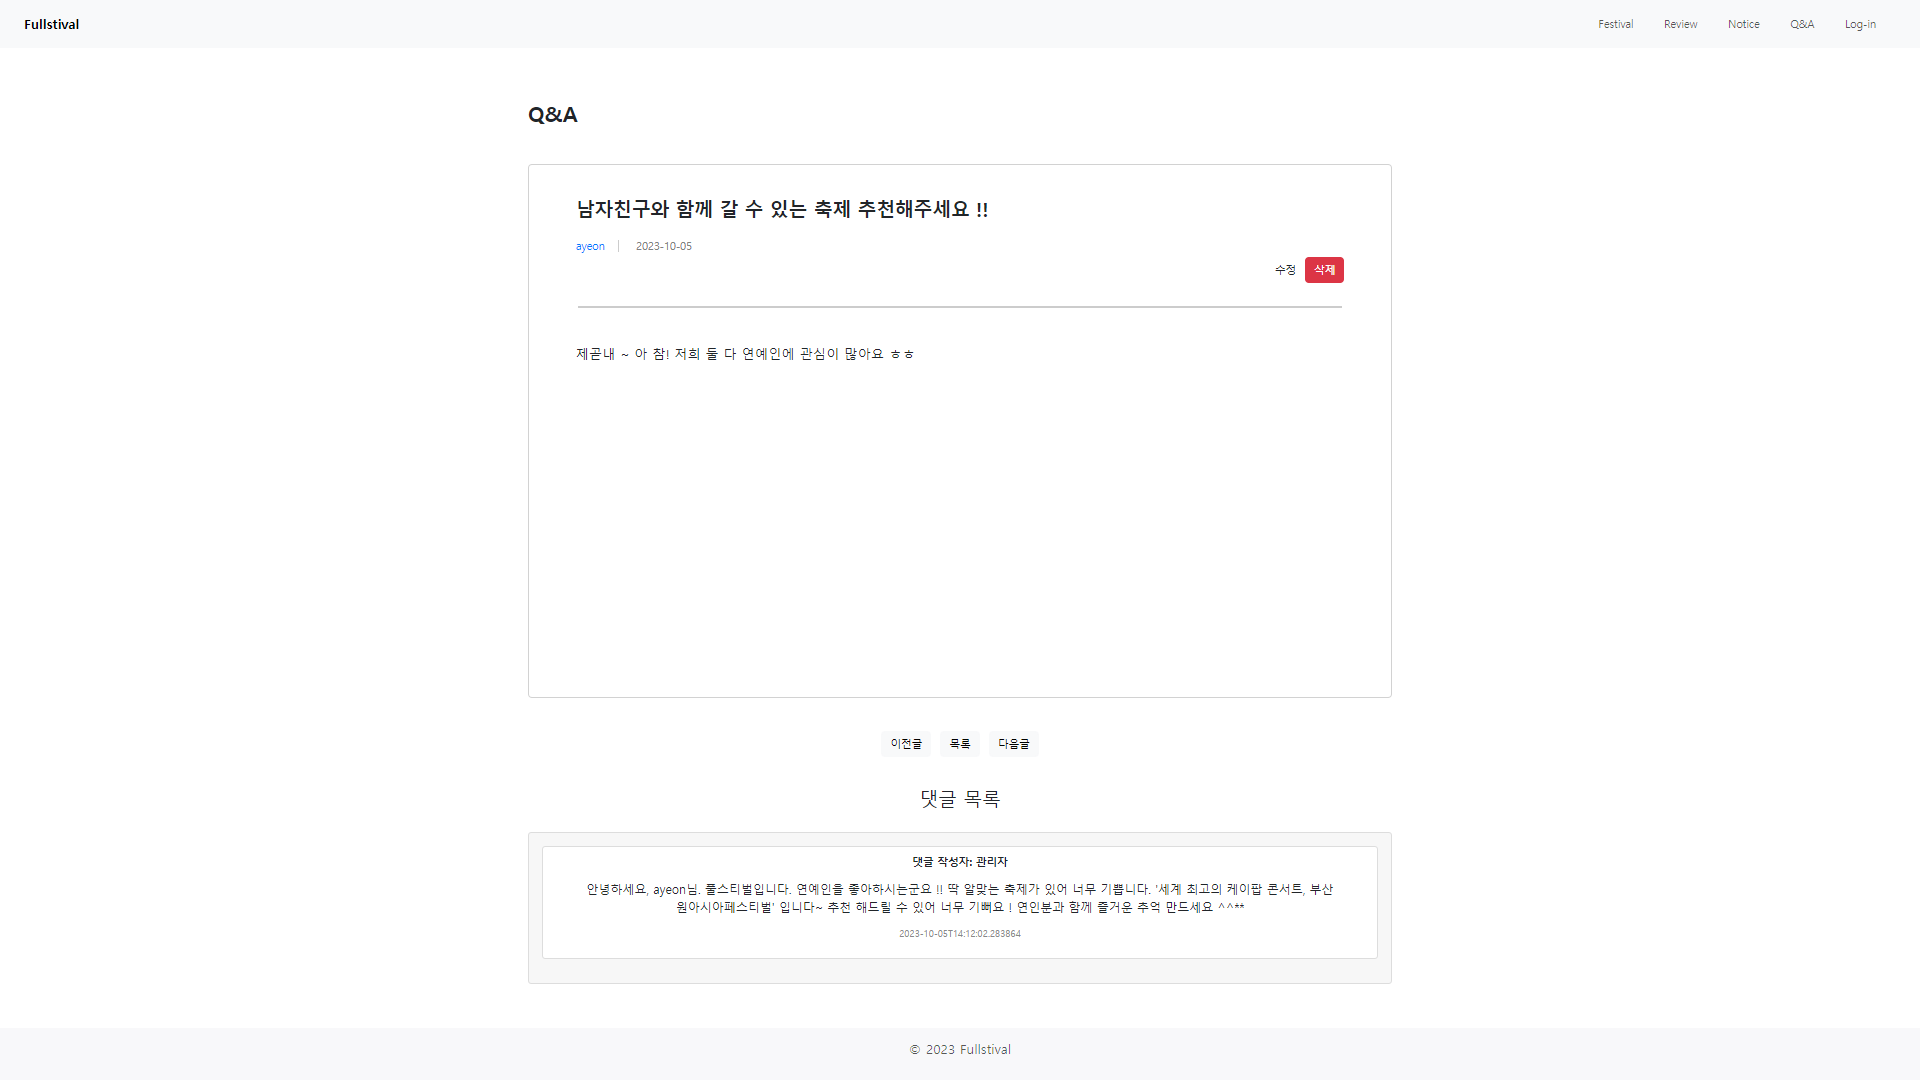 Fullstival
Festival Review Notice Q&A Log-in
Q&A
남자친구와 함께 갈 수 있는 축제 추천해주세요 !!
ayeon | 2023-10-05
수정 삭제
제곧내 ~ 아 참! 저희 둘 다 연예인에 관심이 많아요 ㅎㅎ
이전글 목록 다음글
댓글 목록
댓글 작성자: 관리자
안녕하세요, ayeon님. 풀스티벌입니다. 연예인을 좋아하시는군요 !! 딱 알맞는 축제가 있어 너무 기쁩니다. '세계 최고의 케이팝 콘서트, 부산
원아시아페스티벌' 입니다~ 추천 해드릴 수 있어 너무 기뻐요 ! 연인분과 함께 즐거운 추억 만드세요 ^^**
2023-10-05T14:12:02.283864
© 2023 Fullstival